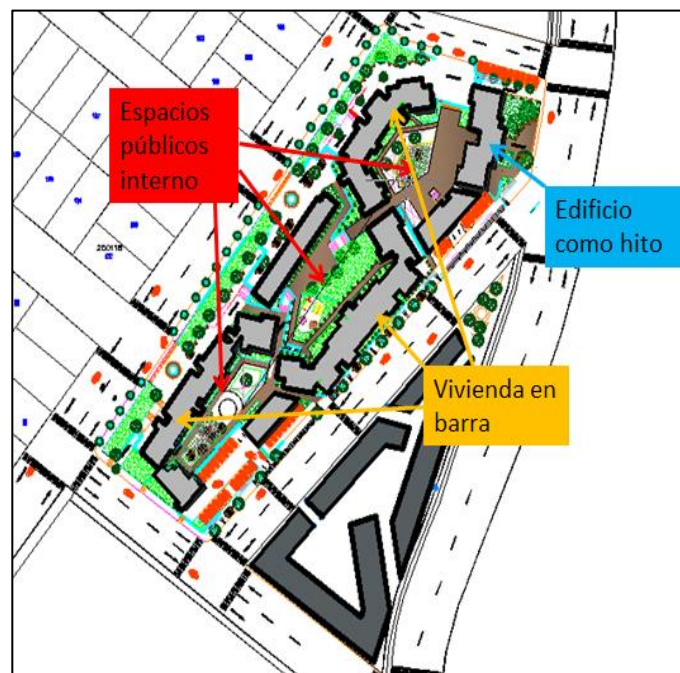 Espacios
públicos
interno
Edificio
como hito
Vivienda en
barra